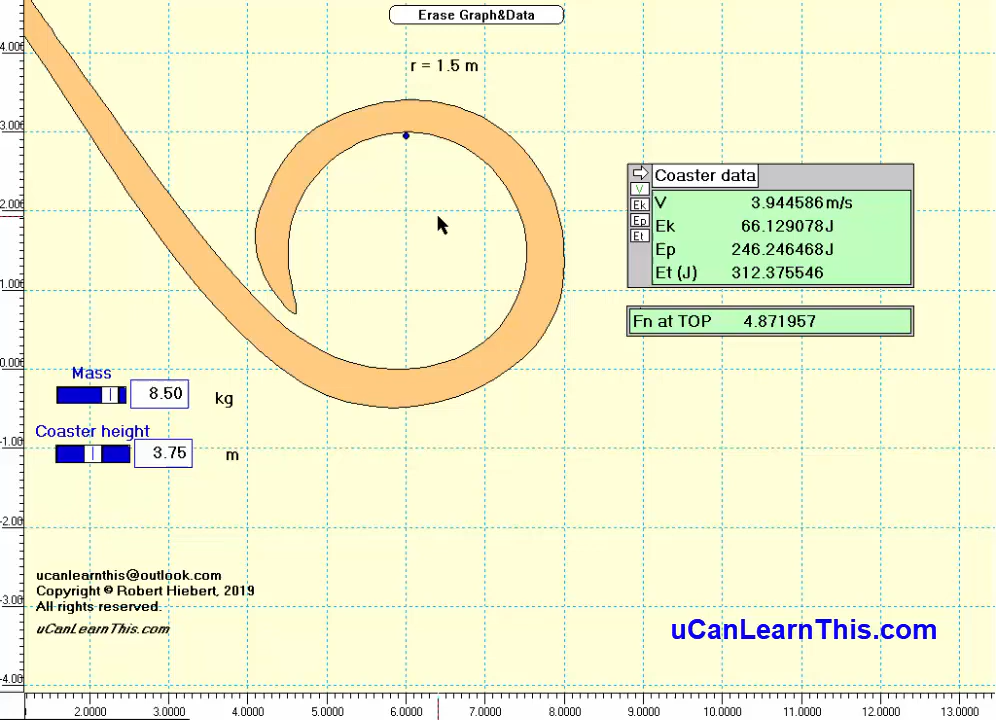 Erase Graph&Data
r = 1.5 m
4.000
3.000
2.000
1.000
0.000
-1.000
-2.000
-3.000
-4.00
Coaster data
V
Ek
Ep
Et
V 3.944586m/s
Ek 66.129078J
Ep 246.246468J
Et (J) 312.375546
Fn at TOP 4.871957
Mass
8.50 kg
Coaster height
3.75 m
ucanlearnthis@outlook.com
Copyright © Robert Hiebert, 2019
All rights reserved.
uCanLearnThis.com
uCanLearnThis.com
2.0000 3.0000 4.0000 5.0000 6.0000 7.0000 8.0000 9.0000 10.0000 11.0000 12.0000 13.0000